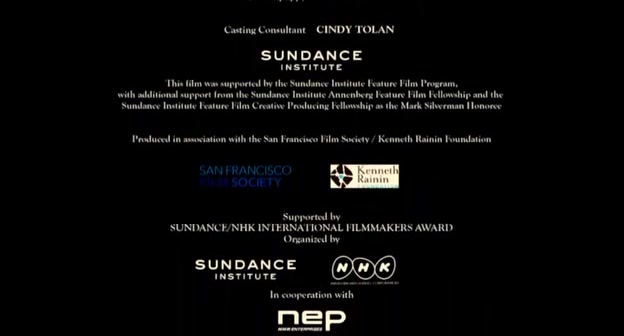 Casting Consultant CINDY TOLAN
SUNDANCE
INSTITUTE
This film was supported by the Sundance Institute Feature Film Program,
with additional support from the Sundance Institute Annenberg Feature Film Fellowship and the
Sundance Institute Feature Film Creative Producing Fellowship as the Mark Silverman Honoree
Produced in association with the San Francisco Film Society / Kenneth Rainin Foundation
SAN FRANCISCO
FILM SOCIETY
Kenneth
Rainin
FOUNDATION
Supported by
SUNDANCE/NHK INTERNATIONAL FILMMAKERS AWARD
Organized by
SUNDANCE
INSTITUTE
NHK
In cooperation with
nep
NHK ENTERPRISES